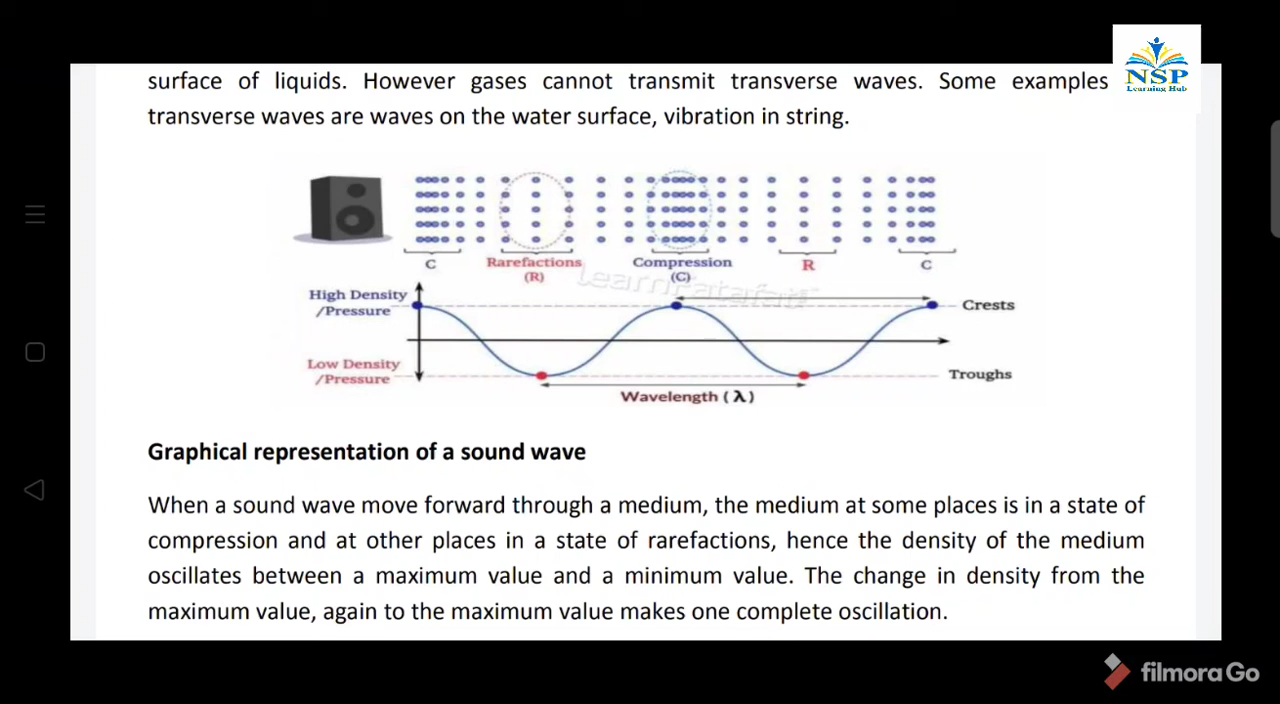 NSP
Learning Hub
surface of liquids. However gases cannot transmit transverse waves. Some examples
transverse waves are waves on the water surface, vibration in string.
C
Rarefactions
(R)
Compression
(C)
R
C
High Density
/Pressure
Crests
Low Density
/Pressure
Troughs
Wavelength ( λ )
Graphical representation of a sound wave
When a sound wave move forward through a medium, the medium at some places is in a state of
compression and at other places in a state of rarefactions, hence the density of the medium
oscillates between a maximum value and a minimum value. The change in density from the
maximum value, again to the maximum value makes one complete oscillation.
filmora Go